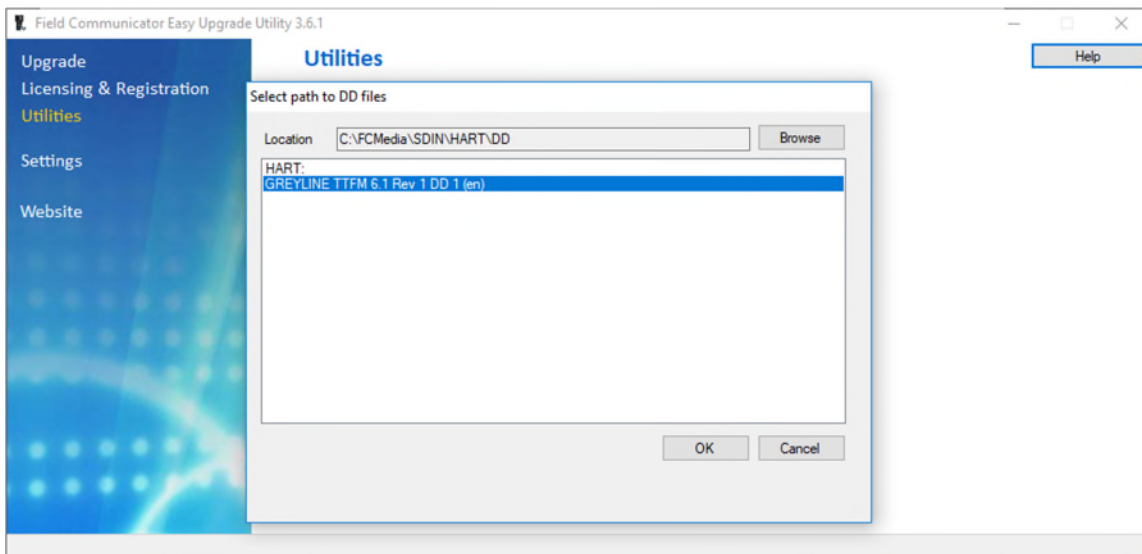 Field Communicator Easy Upgrade Utility 3.6.1
Upgrade
Licensing & Registration
Utilities
Settings
Website
Utilities
Help
Select path to DD files
Location C:\FCMedia\SDIN\HART\DD Browse
HART:
GREYLINE TTFM 6.1 Rev 1 DD 1 (en)
OK Cancel